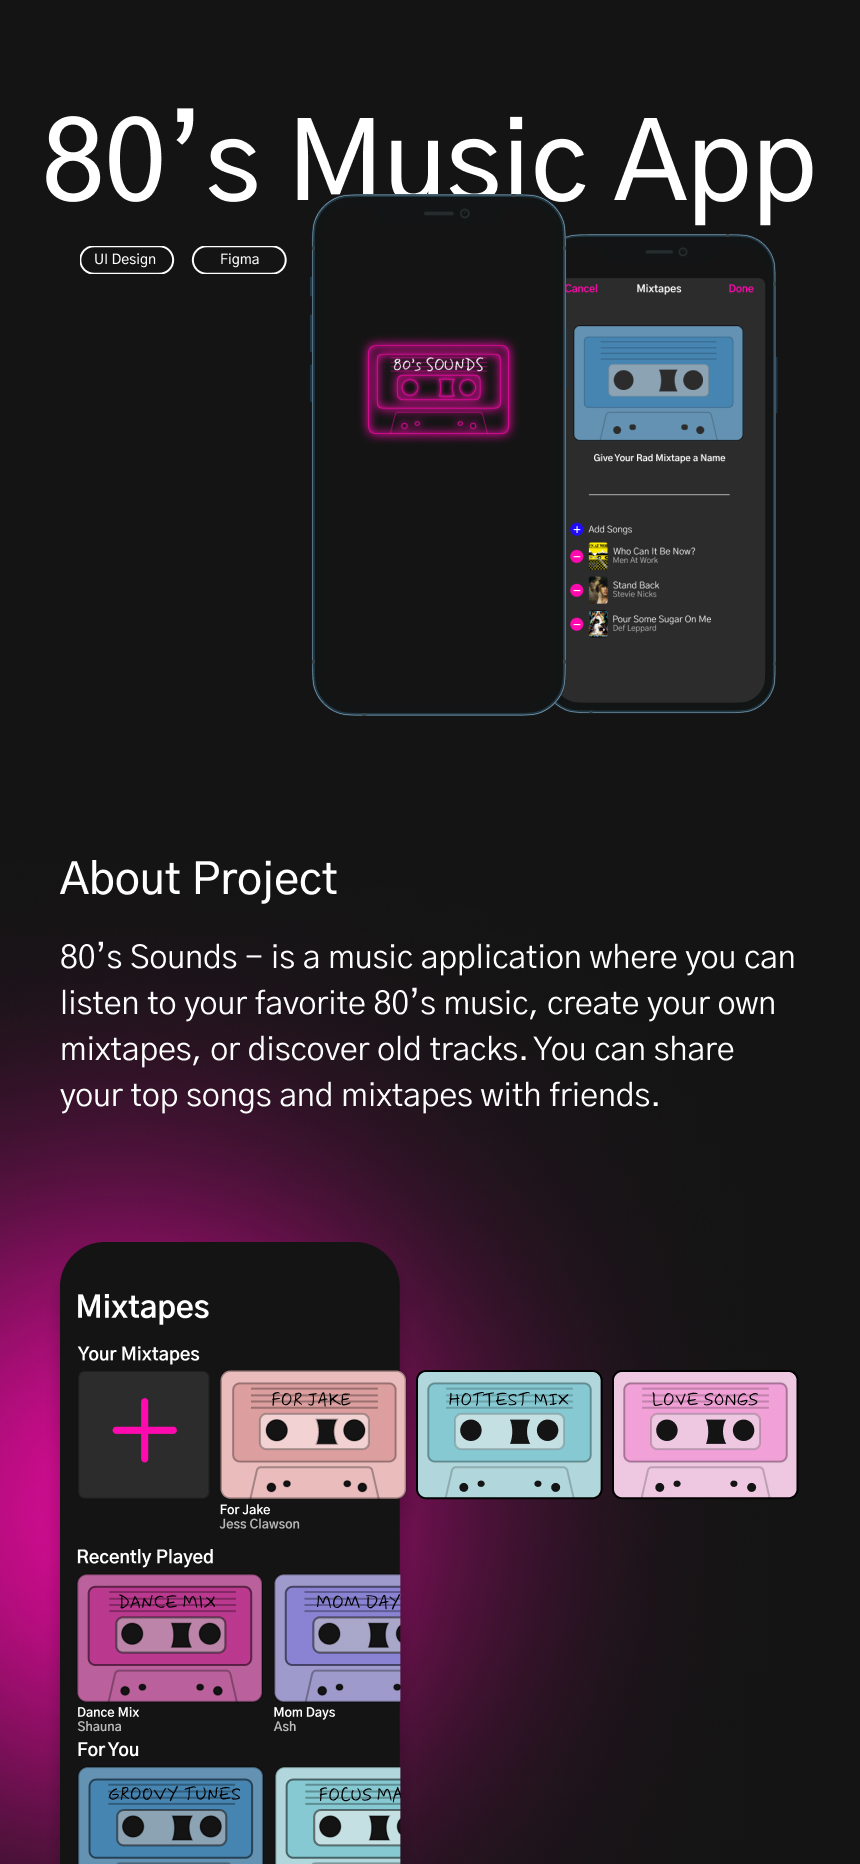 80’s Music App
UI Design
Figma
Cancel
Mixtapes
Done
80's SOUNDS
Give Your Rad Mixtape a Name
Add Songs
Who Can It Be Now?
Men At Work
Stand Back
Stevie Nicks
Pour Some Sugar On Me
Def Leppard
About Project
80’s Sounds – is a music application where you can
listen to your favorite 80’s music, create your own
mixtapes, or discover old tracks. You can share
your top songs and mixtapes with friends.
Mixtapes
Your Mixtapes
FOR JAKE
HOTTEST MIX
LOVE SONGS
For Jake
Jess Clawson
Recently Played
DANCE MIX
MOM DAY
Dance Mix
Shauna
Mom Days
Ash
For You
GROOVY TUNES
FOCUS MA